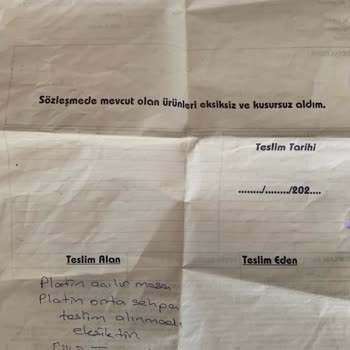 Sözleşmede mevcut olan ürünleri eksiksiz ve kusursuz aldım.
Teslim Tarihi
......../......../202....
Teslim Alan
Teslim Eden
Platin açılır masa
Platin orta sehpa
teslim alınmadı
eksiktir